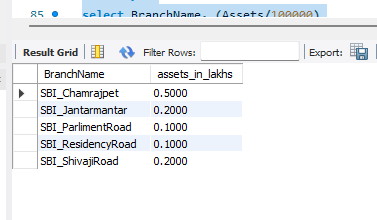 85
select BranchName, (Assets/100000)
Result Grid
Filter Rows:
Export:
BranchName assets_in_lakhs
SBI_Chamrajpet 0.5000
SBI_Jantarmantar 0.2000
SBI_ParlimentRoad 0.1000
SBI_ResidencyRoad 0.1000
SBI_ShivajiRoad 0.2000